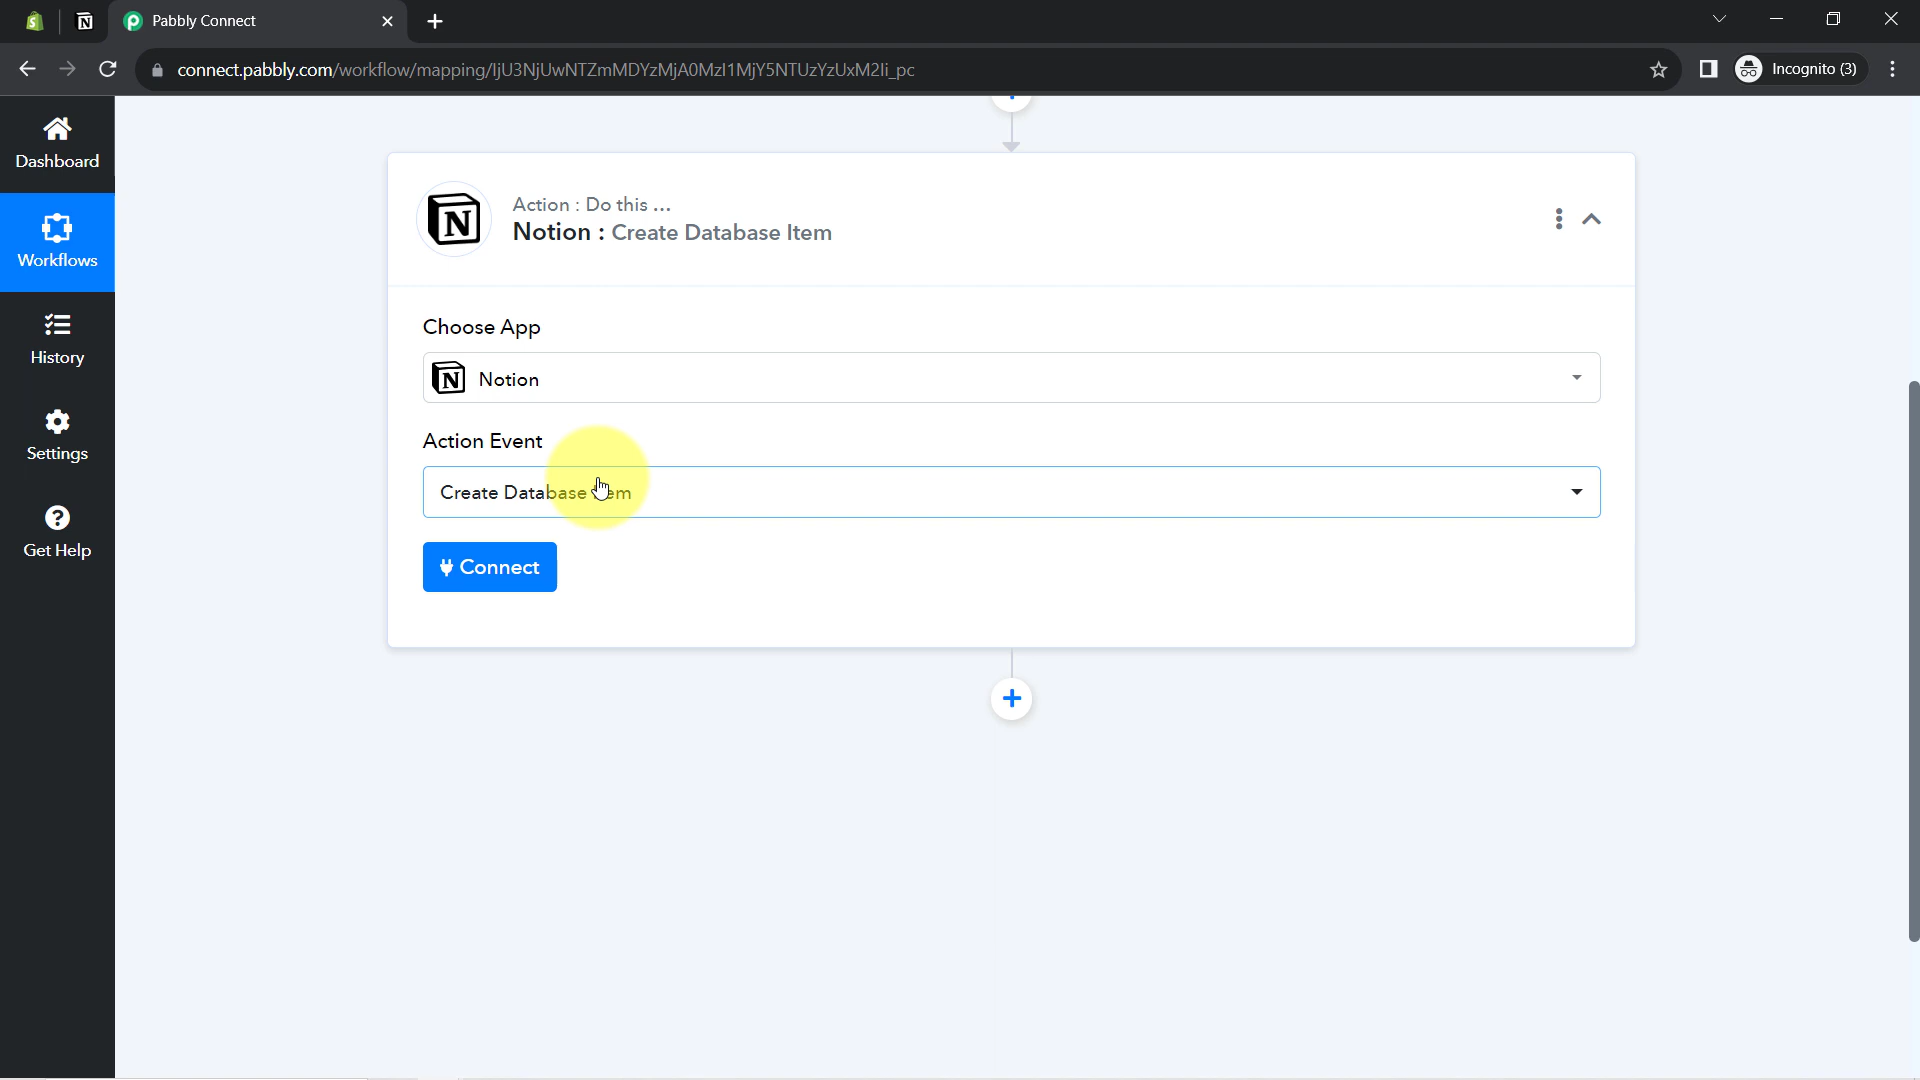 Pabbly Connect
connect.pabbly.com/workflow/mapping/IjU3NjUwNTZmMDYzMjA0MzI1MjY5NTUzYzUxM2Ii_pc
Incognito (3)
Dashboard
Workflows
History
Settings
Get Help
Action : Do this ...
Notion : Create Database Item
Choose App
Notion
Action Event
Create Database
Connect